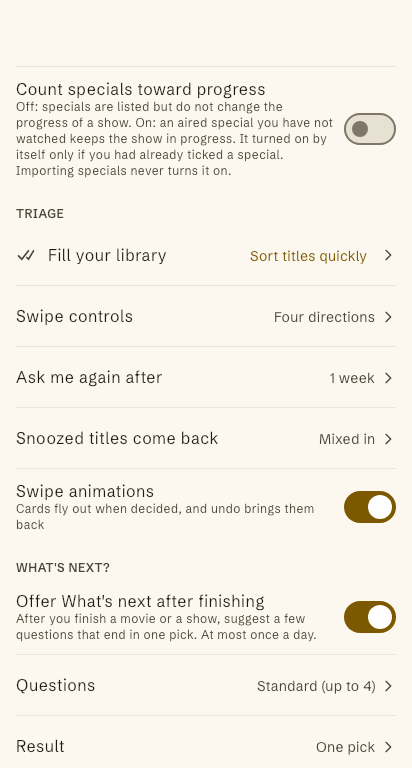 Count specials toward progress
Off: specials are listed but do not change the
progress of a show. On: an aired special you have not
watched keeps the show in progress. It turned on by
itself only if you had already ticked a special.
Importing specials never turns it on.
TRIAGE
Fill your library
Sort titles quickly
Swipe controls
Four directions
Ask me again after
1 week
Snoozed titles come back
Mixed in
Swipe animations
Cards fly out when decided, and undo brings them
back
WHAT'S NEXT?
Offer What's next after finishing
After you finish a movie or a show, suggest a few
questions that end in one pick. At most once a day.
Questions
Standard (up to 4)
Result
One pick